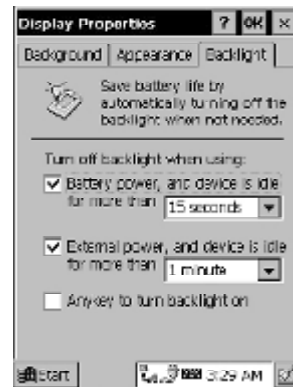 Display Properties ? OK ×
Background Appearance Backlight
Save battery life by
automatically turning off the
backlight when not needed.
Turn off backlight when using:
Battery power, and device is idle
for more than 15 seconds
External power, and device is idle
for more than 1 minute
Anykey to turn backlight on
Start 3:29 AM